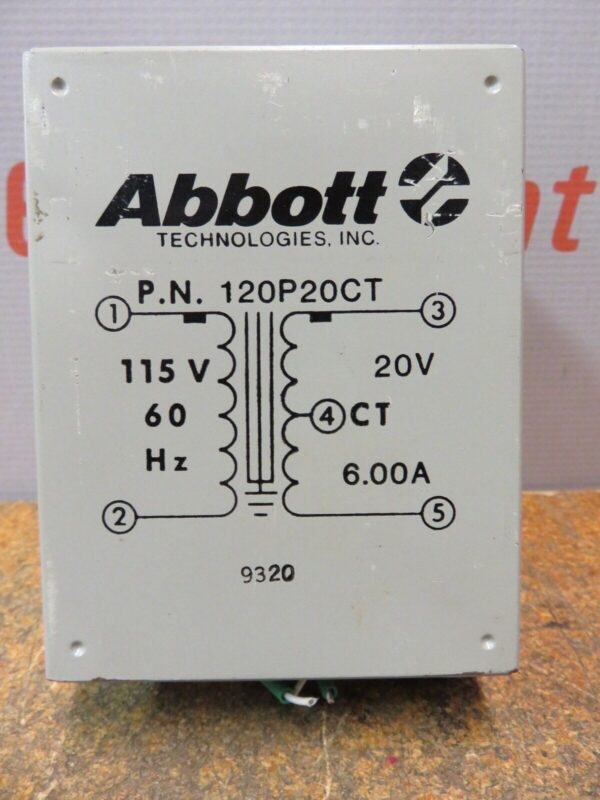 Abbott
TECHNOLOGIES, INC.
P.N. 120P20CT
1
3
115 V
20V
60
4 CT
Hz
6.00A
2
5
9320